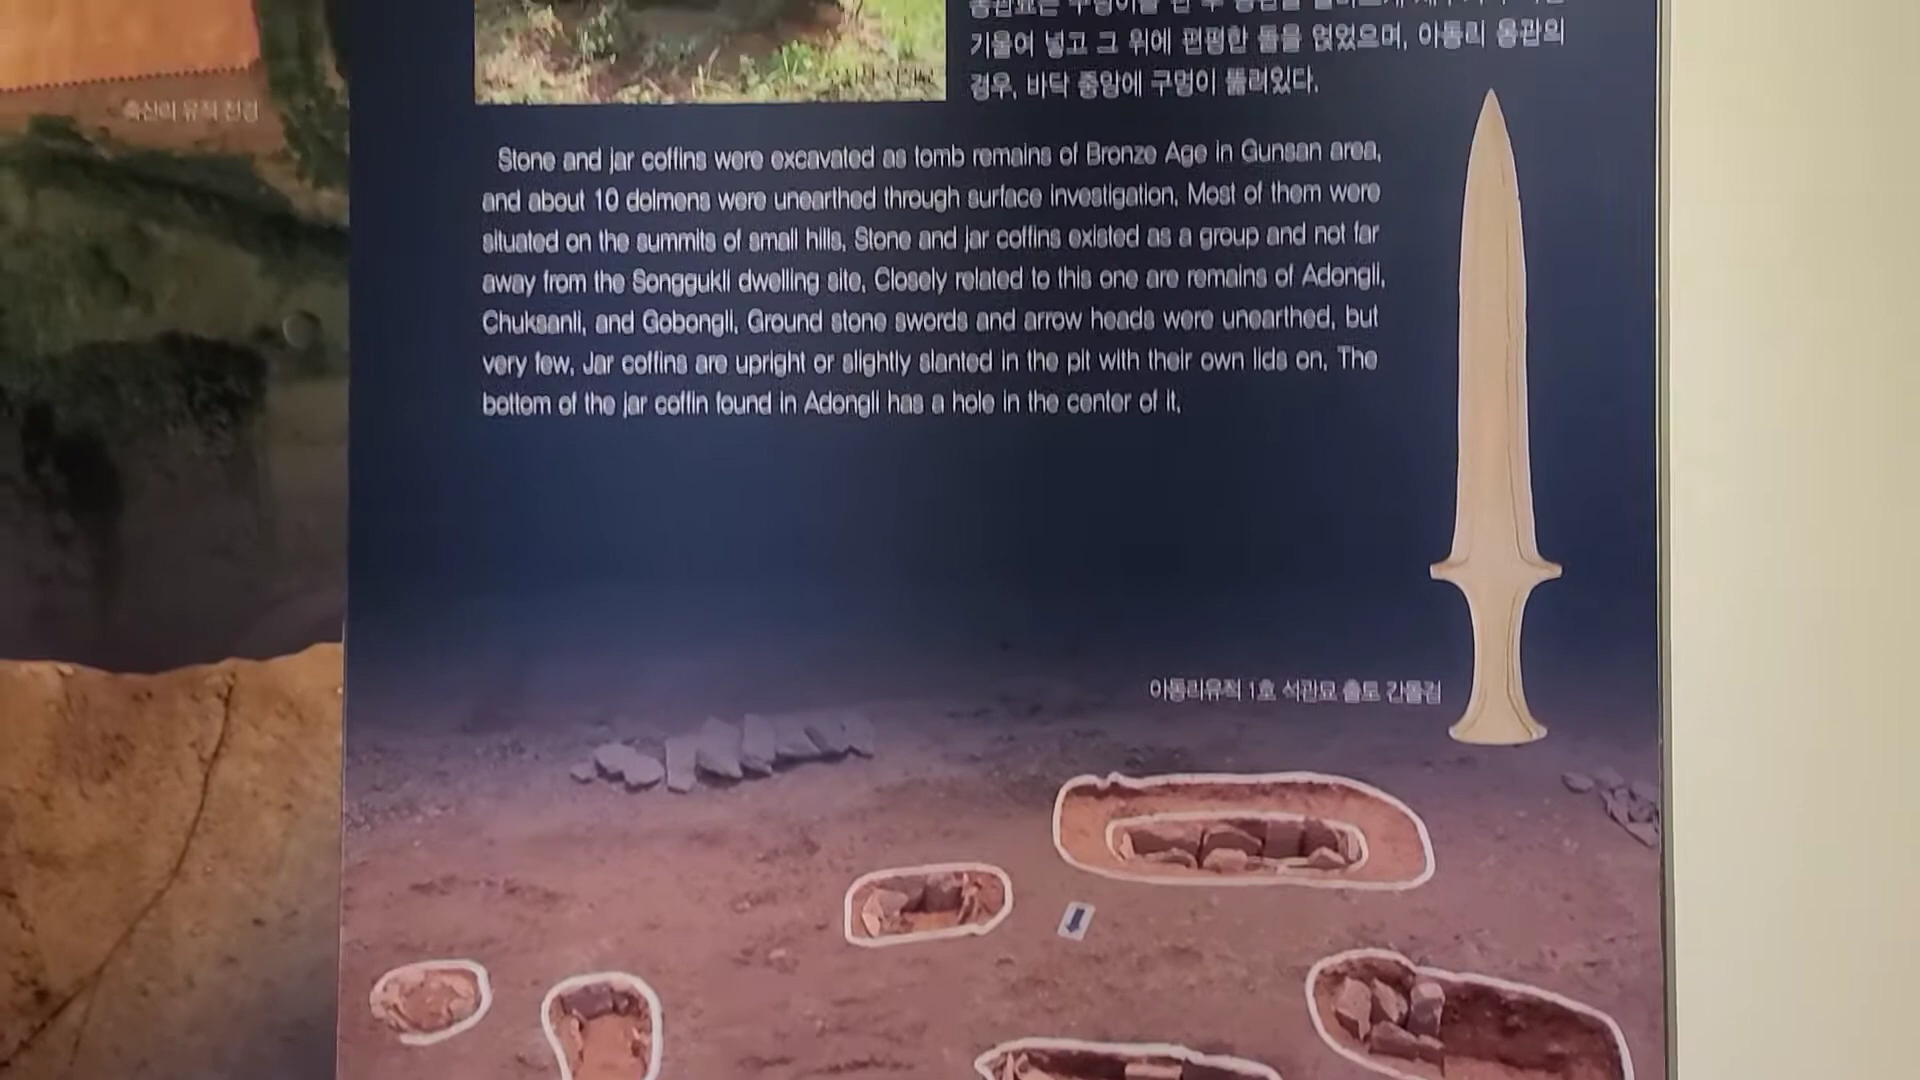 기울여 넣고 그 위에 편평한 돌을 얹었으며, 아동리 옹관의
경우, 바닥 중앙에 구멍이 뚫려있다.
축산리 유적 전경
Stone and jar coffins were excavated as tomb remains of Bronze Age in Gunsan area,
and about 10 dolmens were unearthed through surface investigation. Most of them were
situated on the summits of small hills. Stone and jar coffins existed as a group and not far
away from the Songgukli dwelling site. Closely related to this one are remains of Adongli,
Chuksanli, and Gobongli. Ground stone swords and arrow heads were unearthed, but
very few. Jar coffins are upright or slightly slanted in the pit with their own lids on. The
bottom of the jar coffin found in Adongli has a hole in the center of it.
아동리유적 1호 석관묘 출토 간돌검